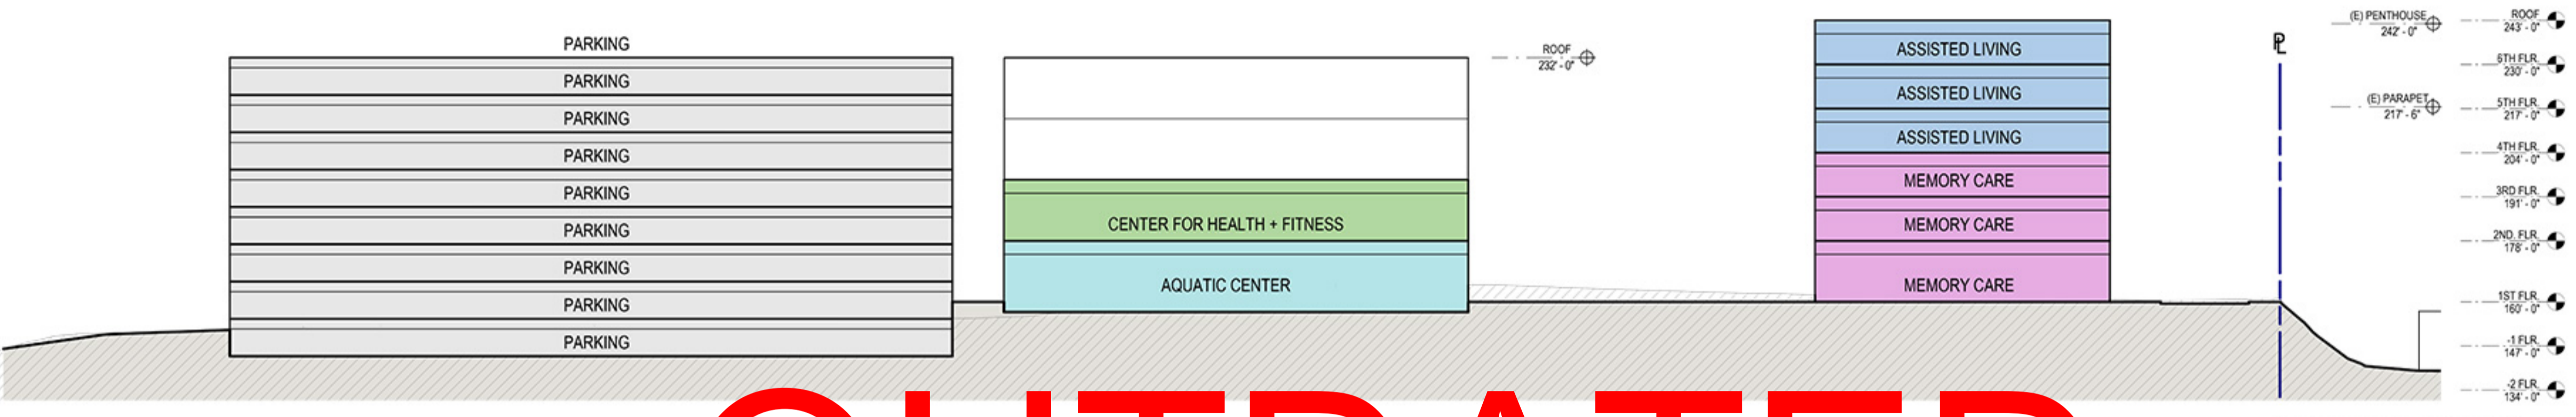 PARKING
PARKING
PARKING
PARKING
PARKING
PARKING
PARKING
PARKING
PARKING
CENTER FOR HEALTH + FITNESS
AQUATIC CENTER
ROOF
232' - 0"
ASSISTED LIVING
ASSISTED LIVING
ASSISTED LIVING
MEMORY CARE
MEMORY CARE
MEMORY CARE
PL
(E) PENTHOUSE
242' - 0"
(E) PARAPET
217' - 6"
ROOF
243' - 0"
6TH FLR.
230' - 0"
5TH FLR.
217' - 0"
4TH FLR.
204' - 0"
3RD FLR.
191' - 0"
2ND. FLR.
178' - 0"
1ST FLR.
160' - 0"
-1 FLR.
147' - 0"
-2 FLR.
134' - 0"
OUTDATED